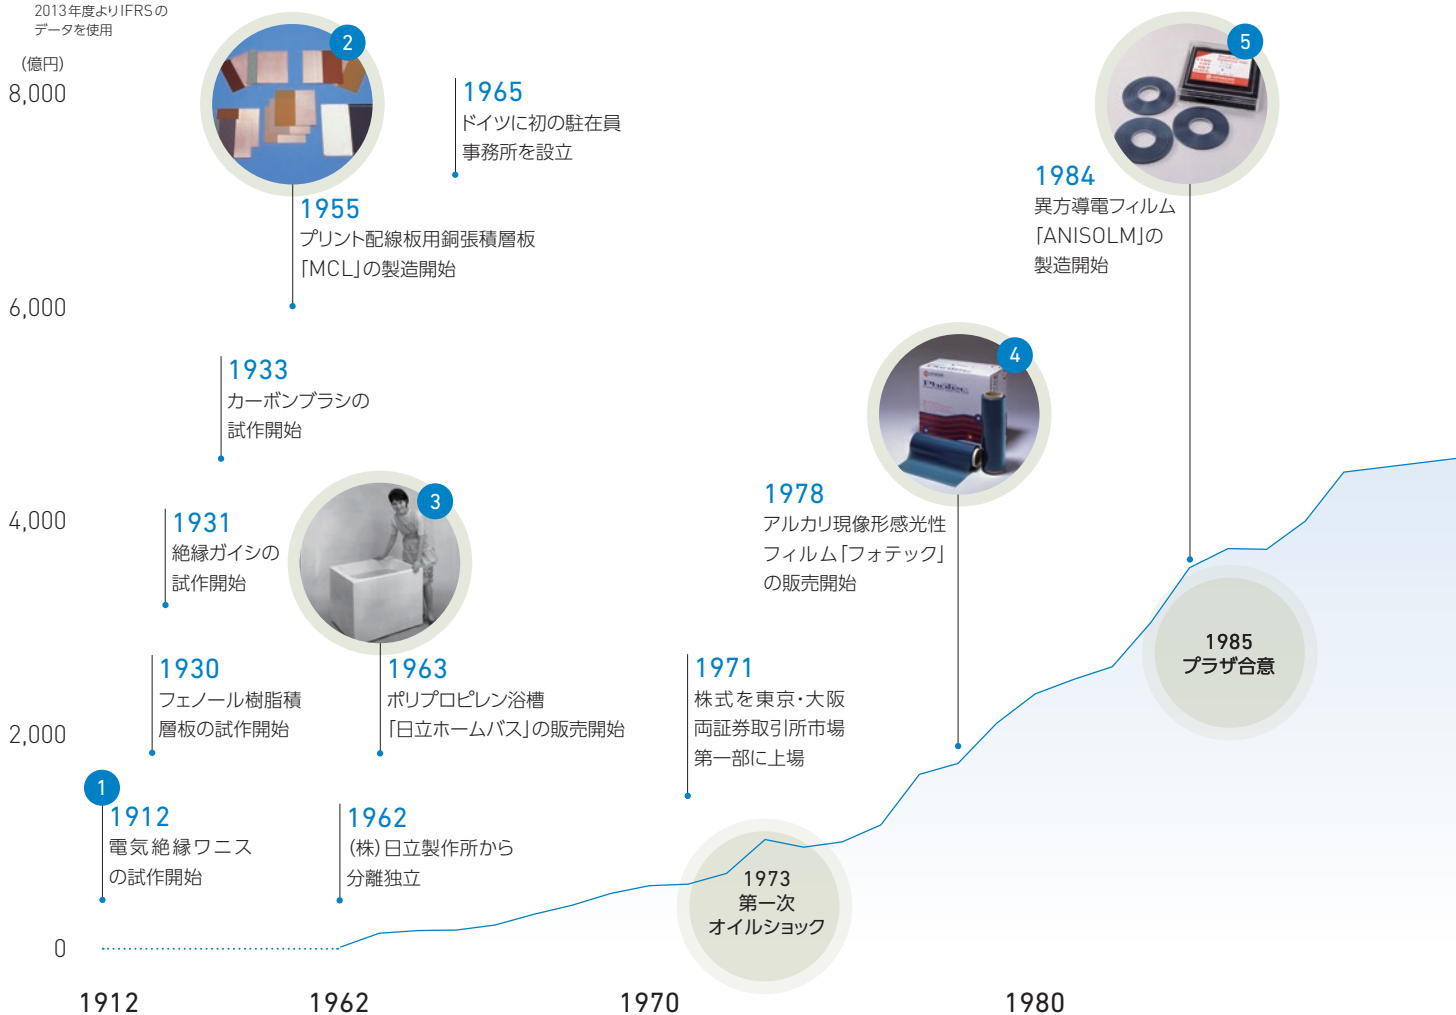 2013年度よりIFRSの
データを使用
(億円)
8,000
6,000
4,000
2,000
0
2
1955
プリント配線板用銅張積層板
「MCL」の製造開始
1965
ドイツに初の駐在員
事務所を設立
5
1984
異方導電フィルム
「ANISOLM」の
製造開始
1933
カーボンブラシの
試作開始
4
Photec
1978
アルカリ現像形感光性
フィルム「フォテック」
の販売開始
1931
絶縁ガイシの
試作開始
3
1963
ポリプロピレン浴槽
「日立ホームバス」の販売開始
1930
フェノール樹脂積
層板の試作開始
1971
株式を東京・大阪
両証券取引所市場
第一部に上場
1985
プラザ合意
1
1912
電気絶縁ワニス
の試作開始
1962
(株)日立製作所から
分離独立
1973
第一次
オイルショック
1912
1962
1970
1980